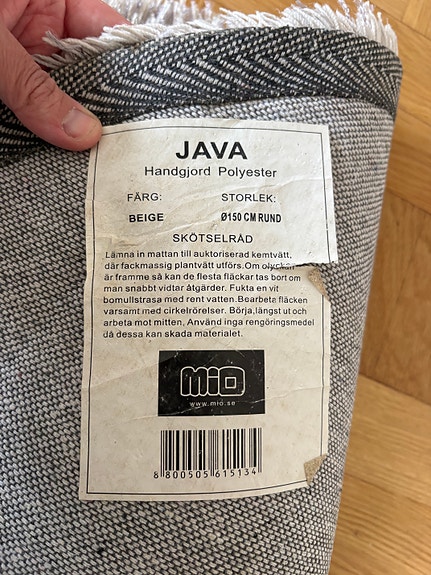 JAVA
Handgjord Polyester
FÄRG: STORLEK:
BEIGE Ø150 CM RUND
SKÖTSELRÅD
Lämna in mattan till auktoriserad kemtvätt,
där fackmassig plantvätt utförs.Om olyckan
är framme så kan de flesta fläckar tas bort om
man snabbt vidtar åtgärder. Fukta en vit
bomullstrasa med rent vatten.Bearbeta fläcken
varsamt med cirkelrörelser. Börja,längst ut och
arbeta mot mitten, Använd inga rengöringsmedel
då dessa kan skada materialet.
MiO
www.mio.se
8 800505 615134